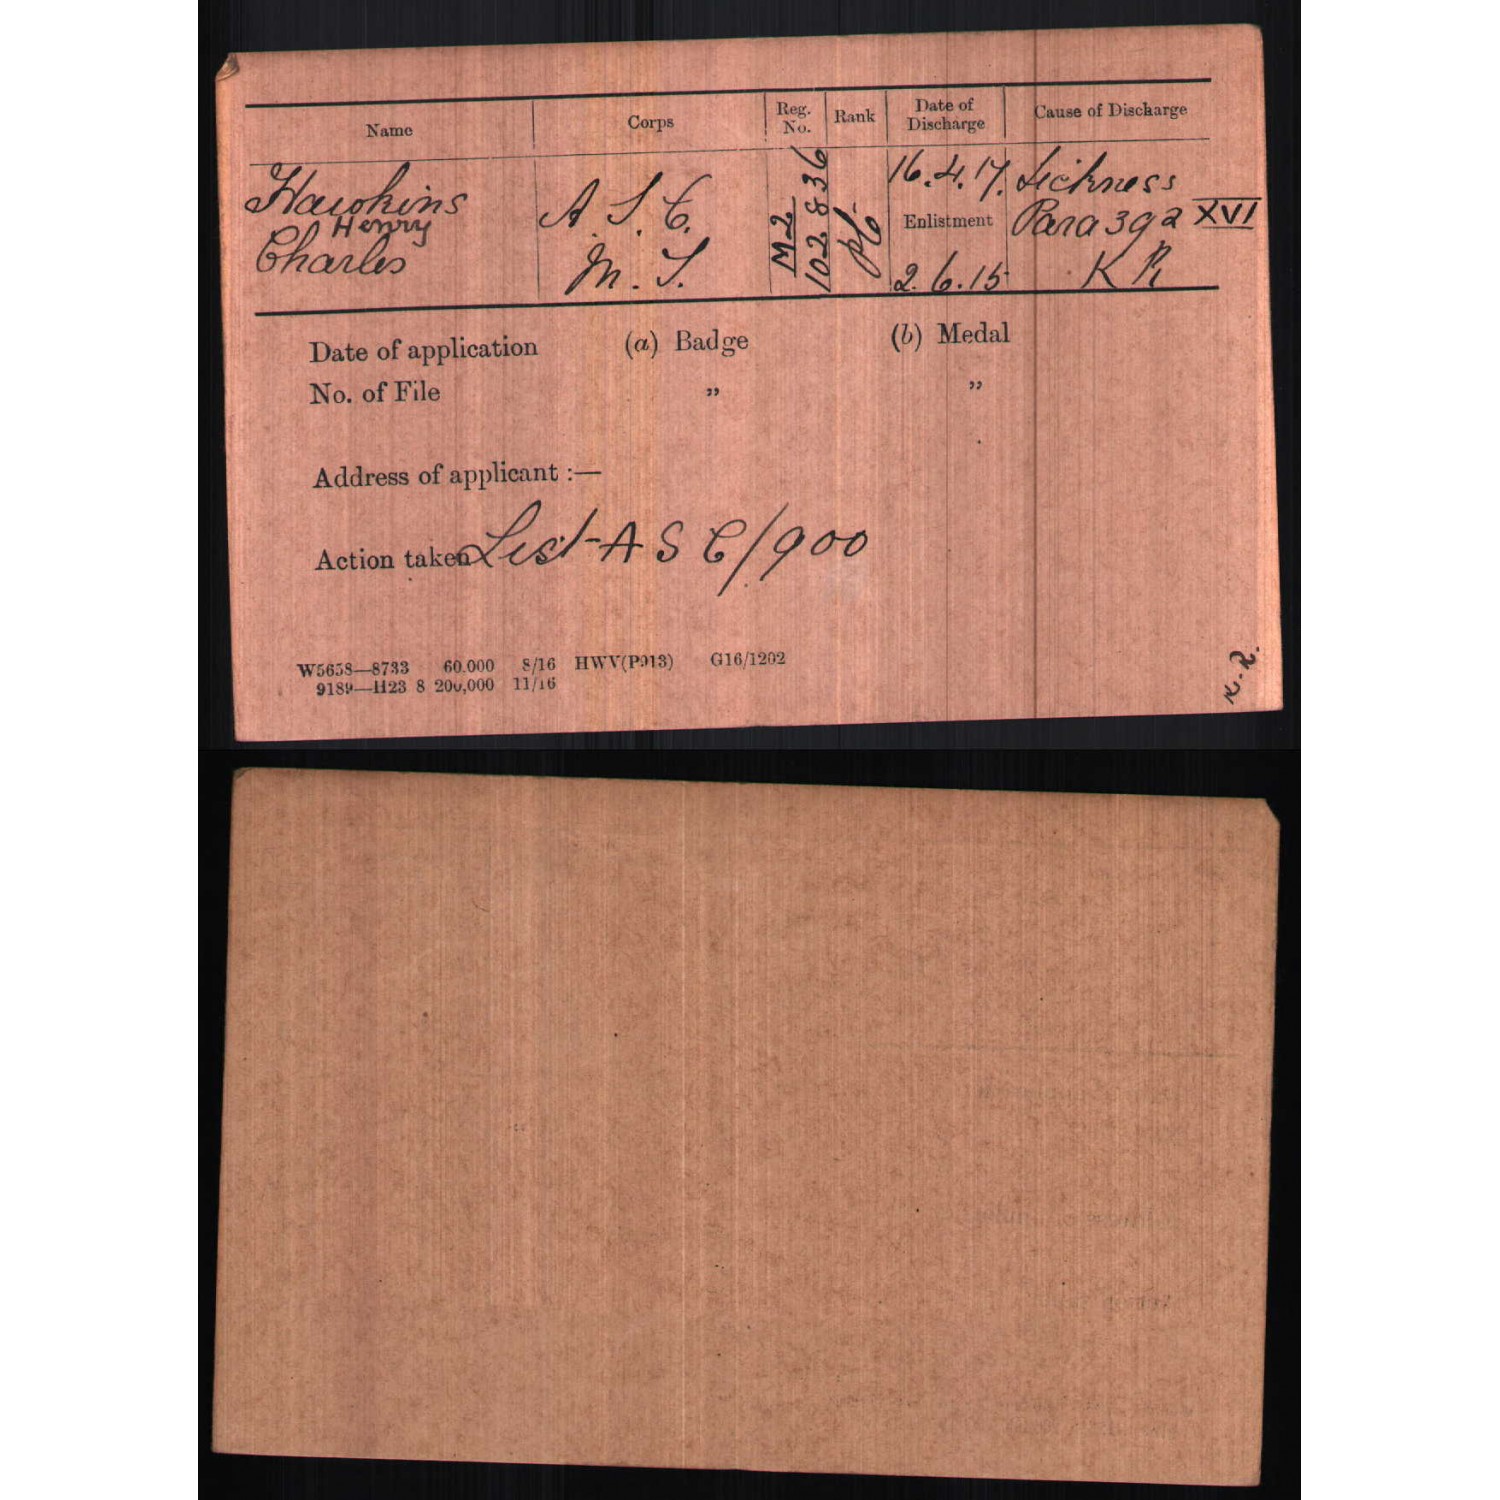 Name Corps Reg. No. Rank Date of Discharge Cause of Discharge
Hawkins
Henry
Charles
A. S. C.
M. S.
M2
102836
Pte
16.4.17.
Enlistment
2.6.15
Sickness
Para 392 XVI
K R
Date of application (a) Badge (b) Medal
No. of File " "
Address of applicant :—
Action taken List A S C/900
W5658—8733 60,000 8/16 HWV(P913) G16/1202
9189—H23 8 200,000 11/16